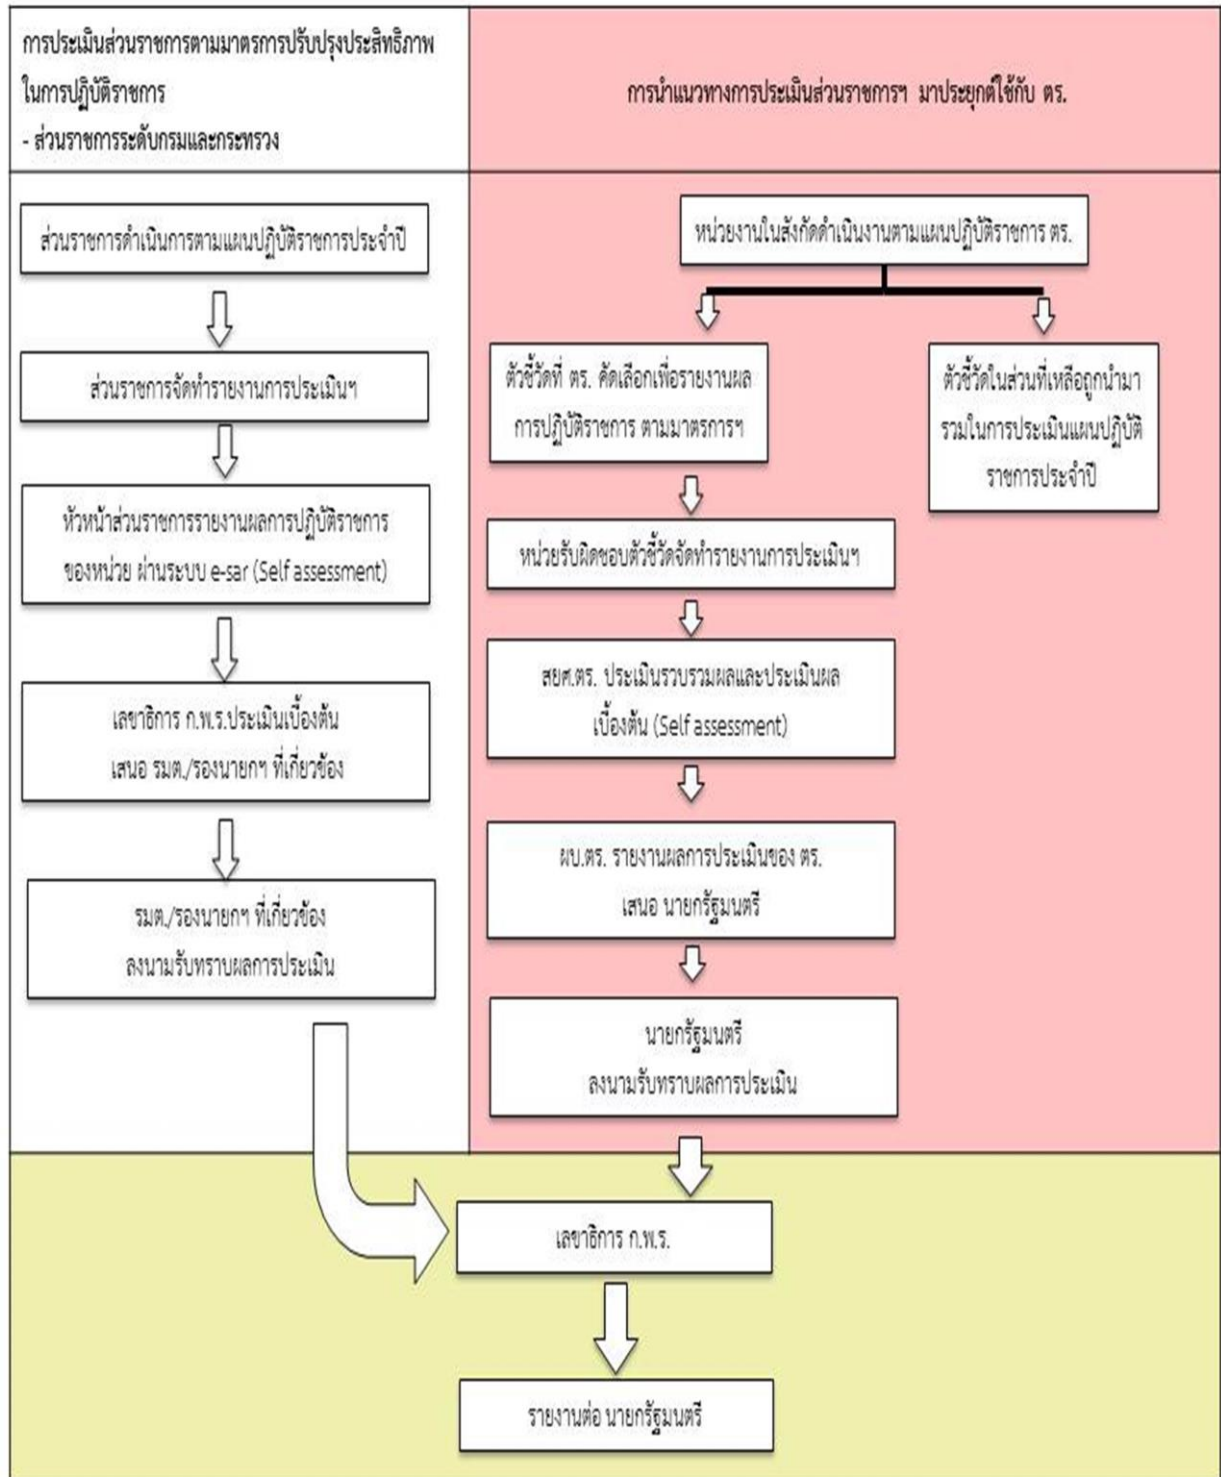 การประเมินส่วนราชการตามมาตรการปรับปรุงประสิทธิภาพ
ในการปฏิบัติราชการ
- ส่วนราชการระดับกรมและกระทรวง
การนำแนวทางการประเมินส่วนราชการฯ มาประยุกต์ใช้กับ ตร.
ส่วนราชการดำเนินการตามแผนปฏิบัติราชการประจำปี
ส่วนราชการจัดทำรายงานการประเมินฯ
หัวหน้าส่วนราชการรายงานผลการปฏิบัติราชการ
ของหน่วย ผ่านระบบ e-sar (Self assessment)
เลขาธิการ ก.พ.ร.ประเมินเบื้องต้น
เสนอ รมต./รองนายกฯ ที่เกี่ยวข้อง
รมต./รองนายกฯ ที่เกี่ยวข้อง
ลงนามรับทราบผลการประเมิน
หน่วยงานในสังกัดดำเนินงานตามแผนปฏิบัติราชการ ตร.
ตัวชี้วัดที่ ตร. คัดเลือกเพื่อรายงานผล
การปฏิบัติราชการ ตามมาตรการฯ
ตัวชี้วัดในส่วนที่เหลือถูกนำมา
รวมในการประเมินแผนปฏิบัติ
ราชการประจำปี
หน่วยรับผิดชอบตัวชี้วัดจัดทำรายงานการประเมินฯ
สยศ.ตร. ประเมินรวบรวมผลและประเมินผล
เบื้องต้น (Self assessment)
ผบ.ตร. รายงานผลการประเมินของ ตร.
เสนอ นายกรัฐมนตรี
นายกรัฐมนตรี
ลงนามรับทราบผลการประเมิน
เลขาธิการ ก.พ.ร.
รายงานต่อ นายกรัฐมนตรี